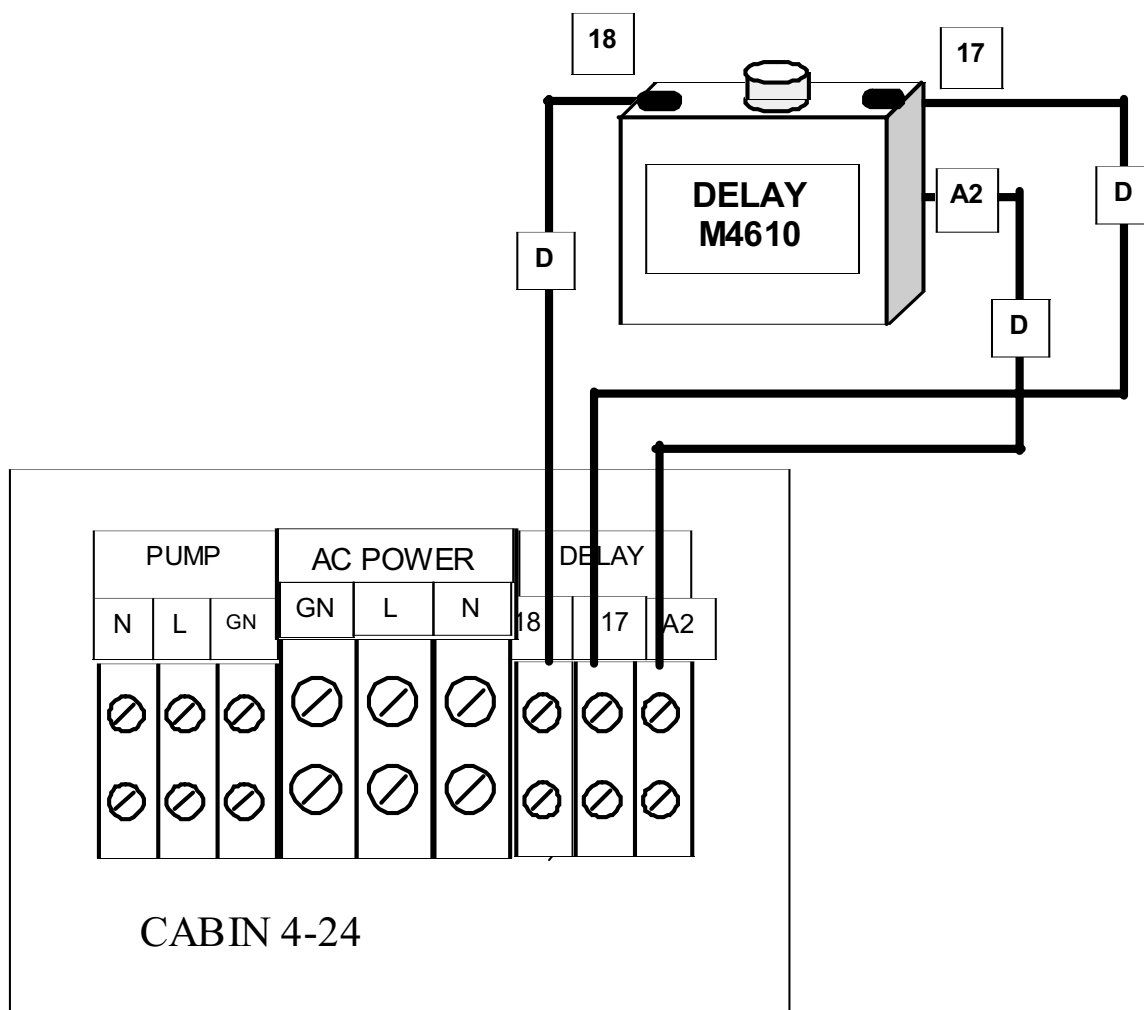 18
17
DELAY
M4610
A2
D
D
D
PUMP
AC POWER
DELAY
N
L
GN
GN
L
N
18
17
A2
CABIN 4-24